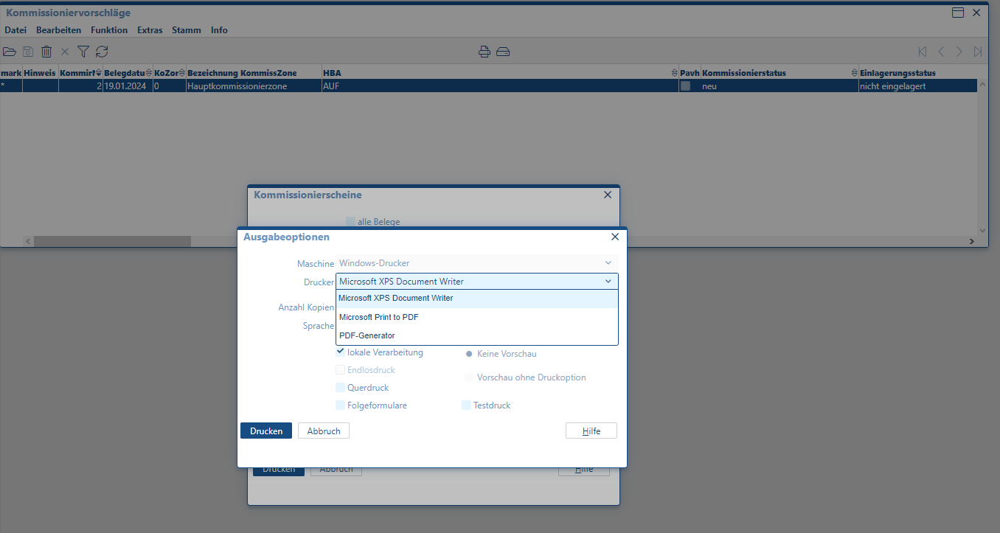 Kommissioniervorschläge
Datei Bearbeiten Funktion Extras Stamm Info
mark Hinweis Kommirl Belegdatu KoZor Bezeichnung KommissZone HBA Pavh Kommissionierstatus Einlagerungsstatus
* 2 19.01.2024 0 Hauptkommissionierzone AUF neu nicht eingelagert
Kommissionierscheine
alle Belege
Ausgabeoptionen
Maschine Windows-Drucker
Drucker Microsoft XPS Document Writer
Microsoft XPS Document Writer
Anzahl Kopien
Microsoft Print to PDF
Sprache
PDF-Generator
lokale Verarbeitung Keine Vorschau
Endlosdruck
Vorschau ohne Druckoption
Querdruck
Folgeformulare Testdruck
Drucken Abbruch Hilfe
Drucken Abbruch Hilfe